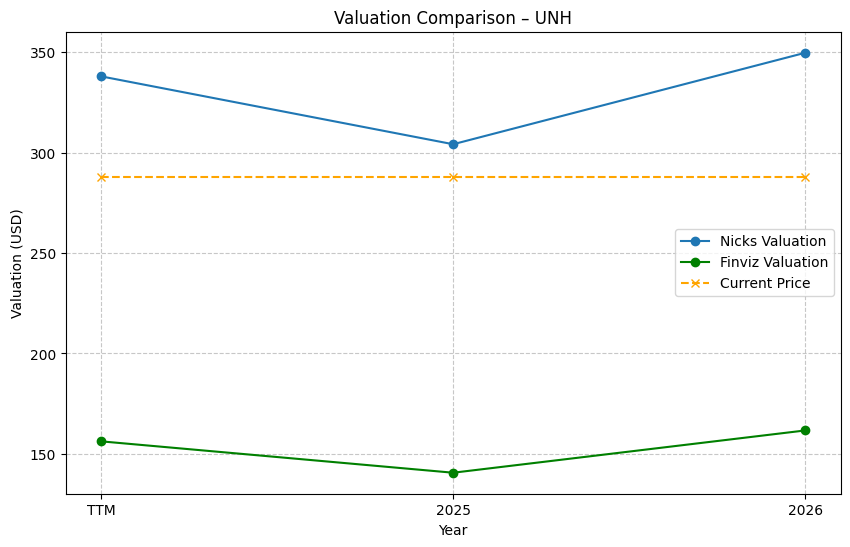 Valuation Comparison – UNH
Valuation (USD)
350
300
250
200
150
Nicks Valuation
Finviz Valuation
Current Price
TTM
2025
2026
Year